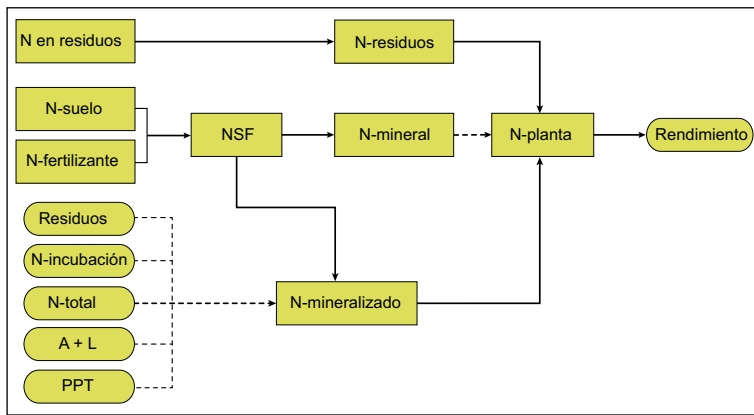 N en residuos
N-residuos
N-suelo
NSF
N-mineral
N-planta
Rendimiento
N-fertilizante
Residuos
N-incubación
N-total
N-mineralizado
A + L
PPT